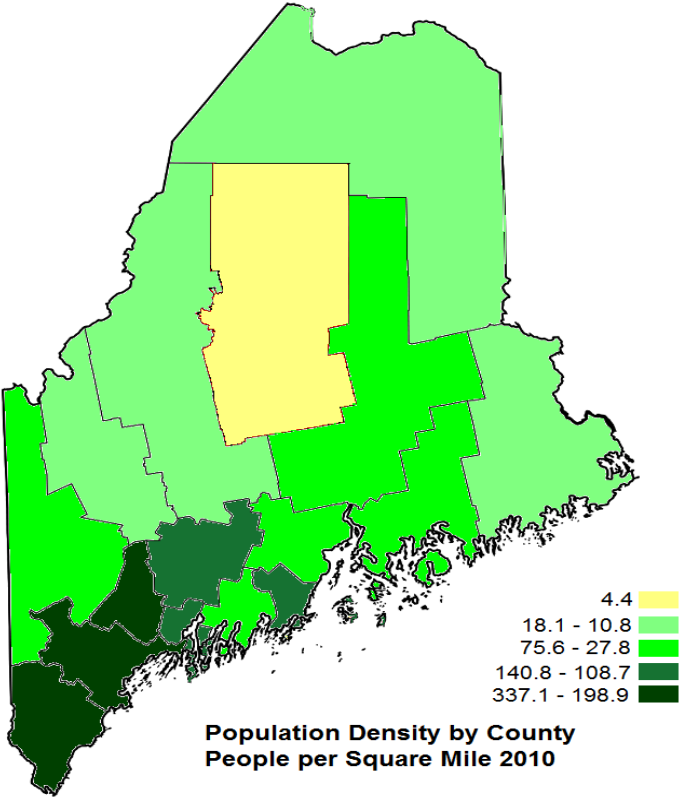 4.4
18.1 - 10.8
75.6 - 27.8
140.8 - 108.7
337.1 - 198.9
Population Density by County
People per Square Mile 2010